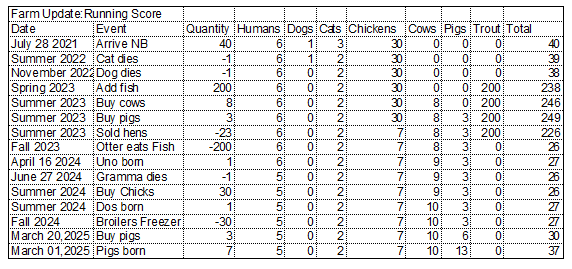 Farm Update:Running Score
Date Event Quantity Humans Dogs Cats Chickens Cows Pigs Trout Total
July 28 2021 Arrive NB 40 6 1 3 30 0 0 0 40
Summer 2022 Cat dies -1 6 1 2 30 0 0 0 39
November 2022 Dog dies -1 6 0 2 30 0 0 0 38
Spring 2023 Add fish 200 6 0 2 30 0 0 200 238
Summer 2023 Buy cows 8 6 0 2 30 8 0 200 246
Summer 2023 Buy pigs 3 6 0 2 30 8 3 200 249
Summer 2023 Sold hens -23 6 0 2 7 8 3 200 226
Fall 2023 Otter eats Fish -200 6 0 2 7 8 3 0 26
April 16 2024 Uno born 1 6 0 2 7 9 3 0 27
June 27 2024 Gramma dies -1 5 0 2 7 9 3 0 26
Summer 2024 Buy Chicks 30 5 0 2 7 9 3 0 26
Summer 2024 Dos born 1 5 0 2 7 10 3 0 27
Fall 2024 Broilers Freezer -30 5 0 2 7 10 3 0 27
March 20,2025 Buy pigs 3 5 0 2 7 10 6 0 30
March 01,2025 Pigs born 7 5 0 2 7 10 13 0 37